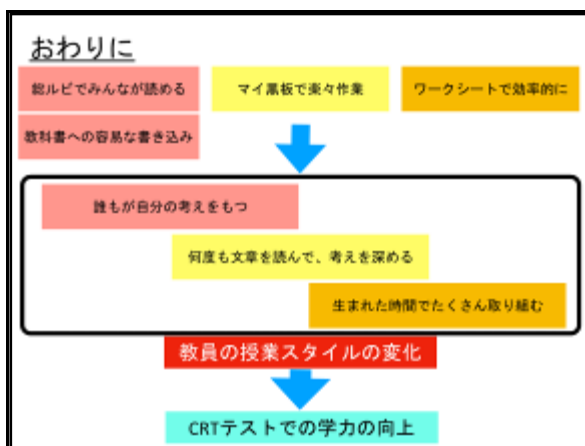 おわりに
総ルビでみんなが読める
マイ黒板で楽々作業
ワークシートで効率的に
教科書への容易な書き込み
誰もが自分の考えをもつ
何度も文章を読んで、考えを深める
生まれた時間でたくさん取り組む
教員の授業スタイルの変化
CRTテストでの学力の向上